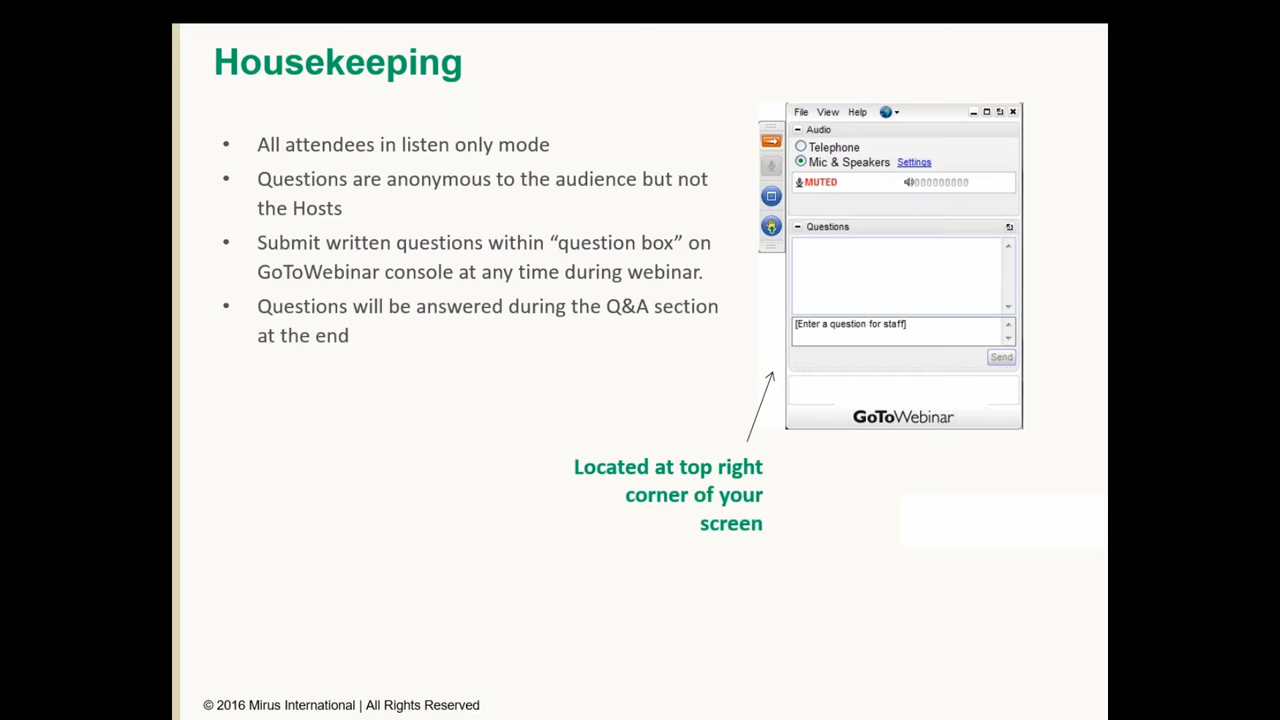 Housekeeping
• All attendees in listen only mode
• Questions are anonymous to the audience but not
the Hosts
• Submit written questions within “question box” on
GoToWebinar console at any time during webinar.
• Questions will be answered during the Q&A section
at the end
File View Help
Audio
Telephone
Mic & Speakers Settings
MUTED
Questions
[Enter a question for staff]
Send
GoToWebinar
Located at top right
corner of your
screen
© 2016 Mirus International | All Rights Reserved